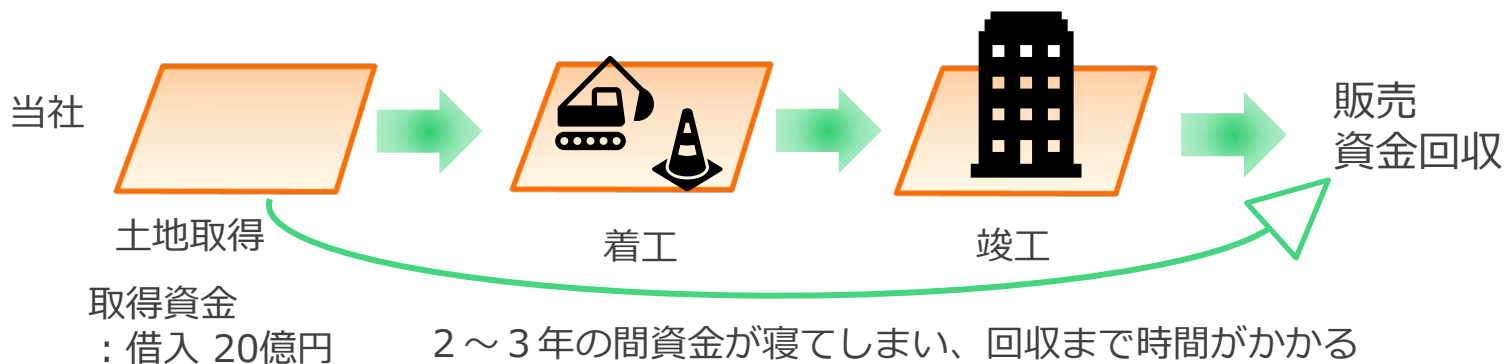 当社
販売
資金回収
土地取得
着工
竣工
取得資金
：借入 20億円
２～３年の間資金が寝てしまい、回収まで時間がかかる